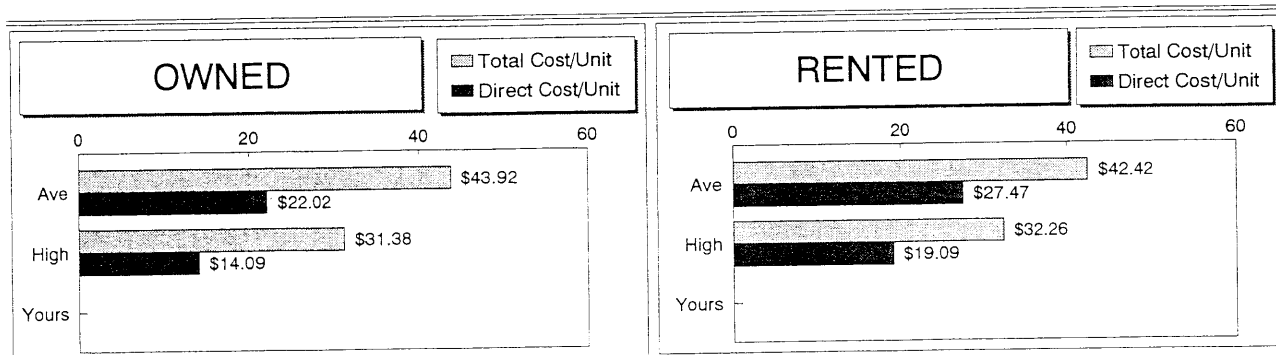 OWNED
Total Cost/Unit
Direct Cost/Unit
0 20 40 60
Ave
$43.92
$22.02
High
$31.38
$14.09
Yours
RENTED
Total Cost/Unit
Direct Cost/Unit
0 20 40 60
Ave
$42.42
$27.47
High
$32.26
$19.09
Yours